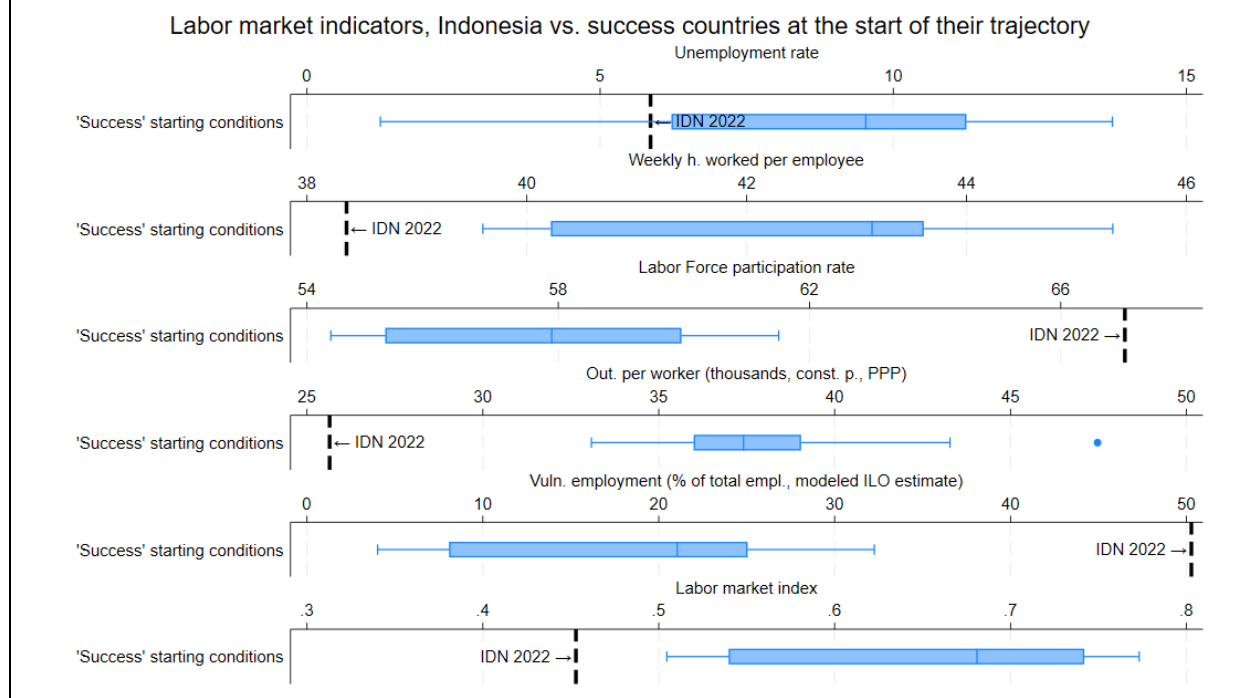 Labor market indicators, Indonesia vs. success countries at the start of their trajectory
Unemployment rate
0 5 10 15
'Success' starting conditions ← IDN 2022
Weekly h. worked per employee
38 40 42 44 46
'Success' starting conditions ← IDN 2022
Labor Force participation rate
54 58 62 66
'Success' starting conditions IDN 2022 →
Out. per worker (thousands, const. p., PPP)
25 30 35 40 45 50
'Success' starting conditions ← IDN 2022
Vuln. employment (% of total empl., modeled ILO estimate)
0 10 20 30 40 50
'Success' starting conditions IDN 2022 →
Labor market index
.3 .4 .5 .6 .7 .8
'Success' starting conditions IDN 2022 →